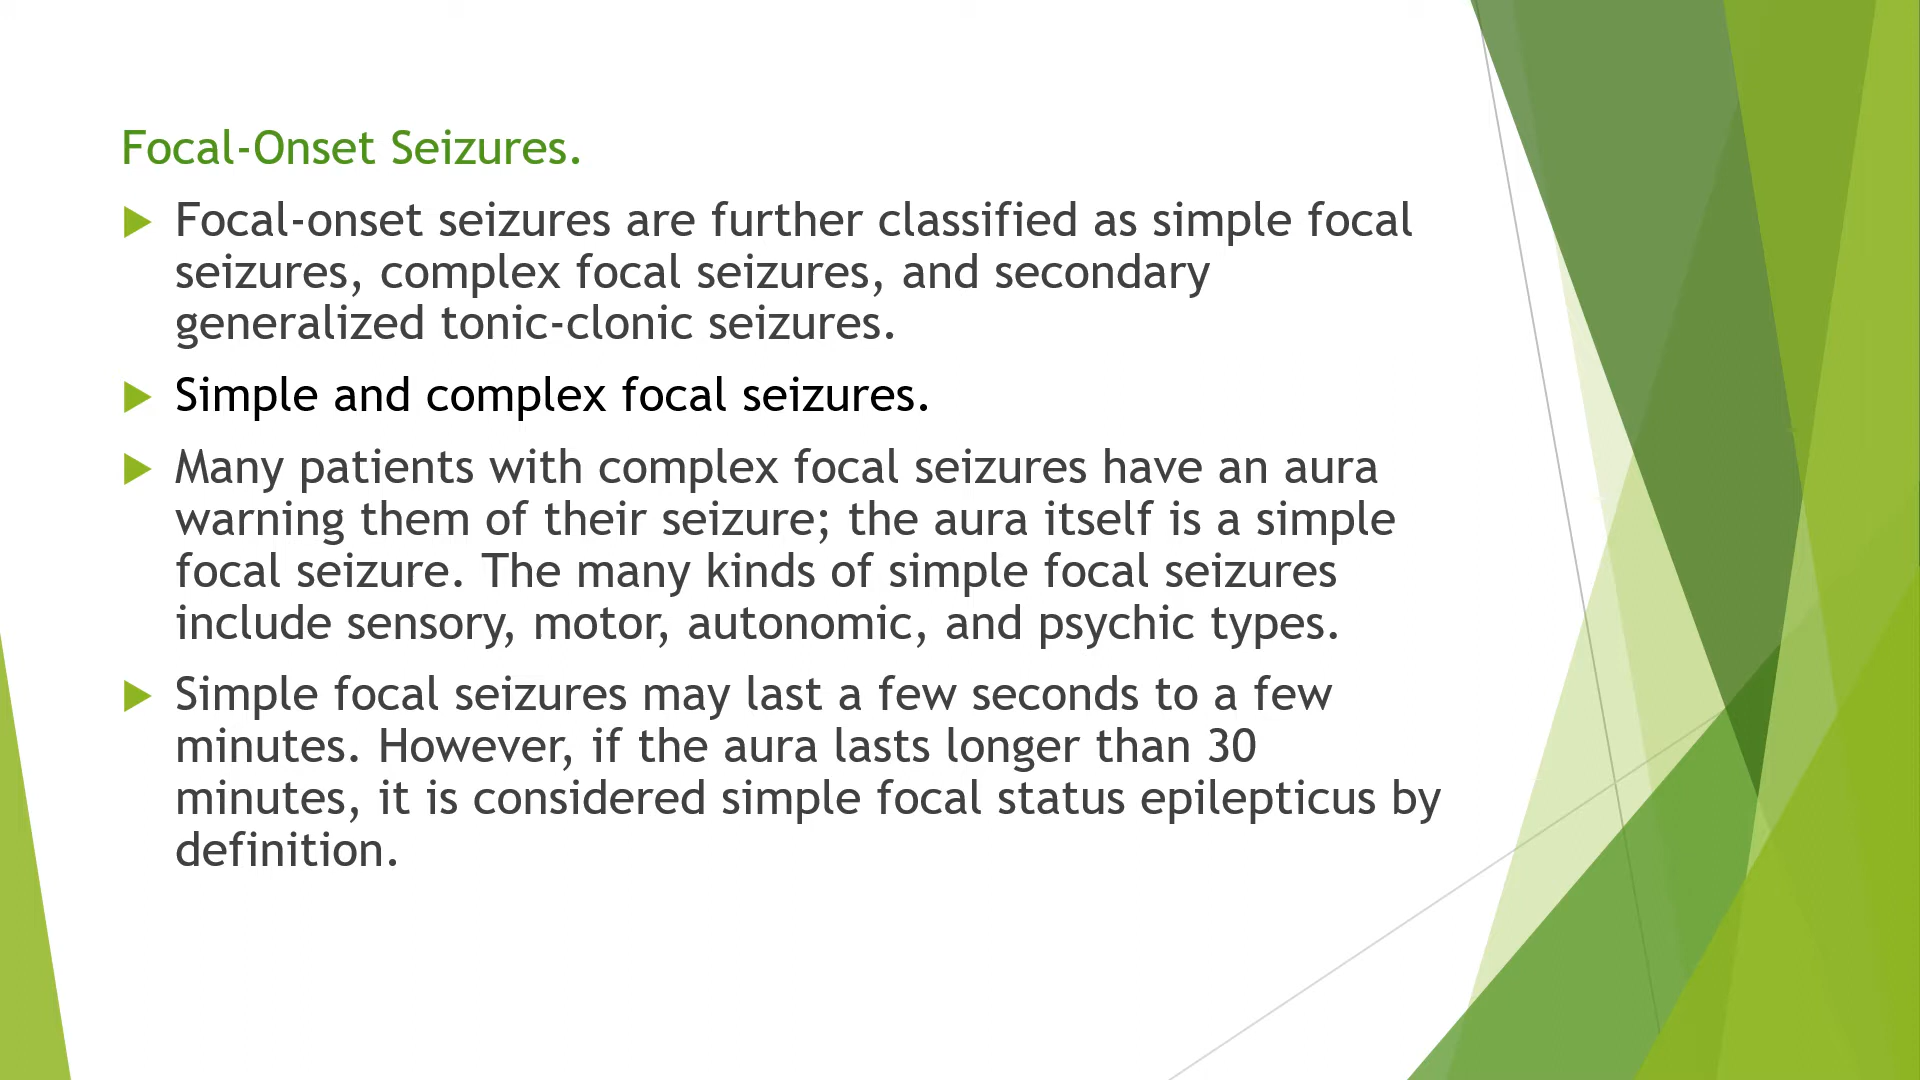 Focal-Onset Seizures.
Focal-onset seizures are further classified as simple focal
seizures, complex focal seizures, and secondary
generalized tonic-clonic seizures.
Simple and complex focal seizures.
Many patients with complex focal seizures have an aura
warning them of their seizure; the aura itself is a simple
focal seizure. The many kinds of simple focal seizures
include sensory, motor, autonomic, and psychic types.
Simple focal seizures may last a few seconds to a few
minutes. However, if the aura lasts longer than 30
minutes, it is considered simple focal status epilepticus by
definition.